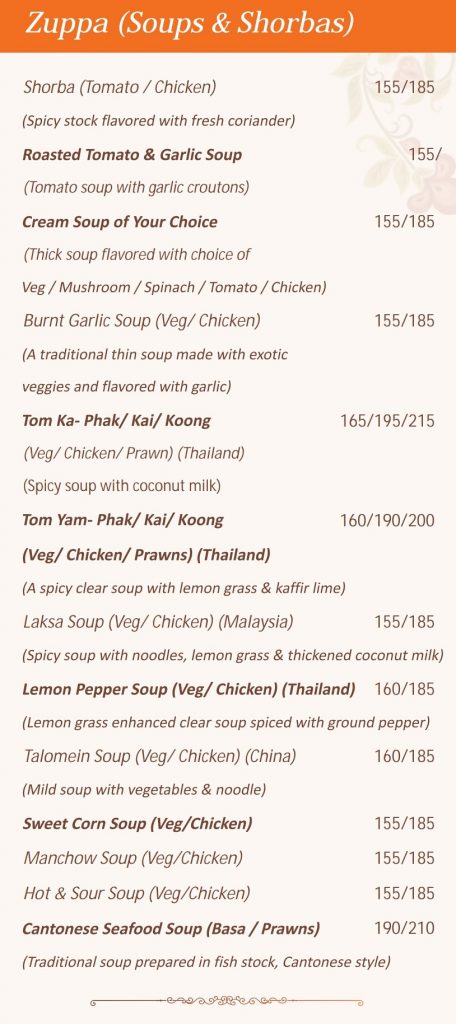 Zuppa (Soups & Shorbas)
Shorba (Tomato / Chicken) 155/185
(Spicy stock flavored with fresh coriander)
Roasted Tomato & Garlic Soup 155/
(Tomato soup with garlic croutons)
Cream Soup of Your Choice 155/185
(Thick soup flavored with choice of
Veg / Mushroom / Spinach / Tomato / Chicken)
Burnt Garlic Soup (Veg/ Chicken) 155/185
(A traditional thin soup made with exotic
veggies and flavored with garlic)
Tom Ka- Phak/ Kai/ Koong 165/195/215
(Veg/ Chicken/ Prawn) (Thailand)
(Spicy soup with coconut milk)
Tom Yam- Phak/ Kai/ Koong 160/190/200
(Veg/ Chicken/ Prawns) (Thailand)
(A spicy clear soup with lemon grass & kaffir lime)
Laksa Soup (Veg/ Chicken) (Malaysia) 155/185
(Spicy soup with noodles, lemon grass & thickened coconut milk)
Lemon Pepper Soup (Veg/ Chicken) (Thailand) 160/185
(Lemon grass enhanced clear soup spiced with ground pepper)
Talomein Soup (Veg/ Chicken) (China) 160/185
(Mild soup with vegetables & noodle)
Sweet Corn Soup (Veg/Chicken) 155/185
Manchow Soup (Veg/Chicken) 155/185
Hot & Sour Soup (Veg/Chicken) 155/185
Cantonese Seafood Soup (Basa / Prawns) 190/210
(Traditional soup prepared in fish stock, Cantonese style)